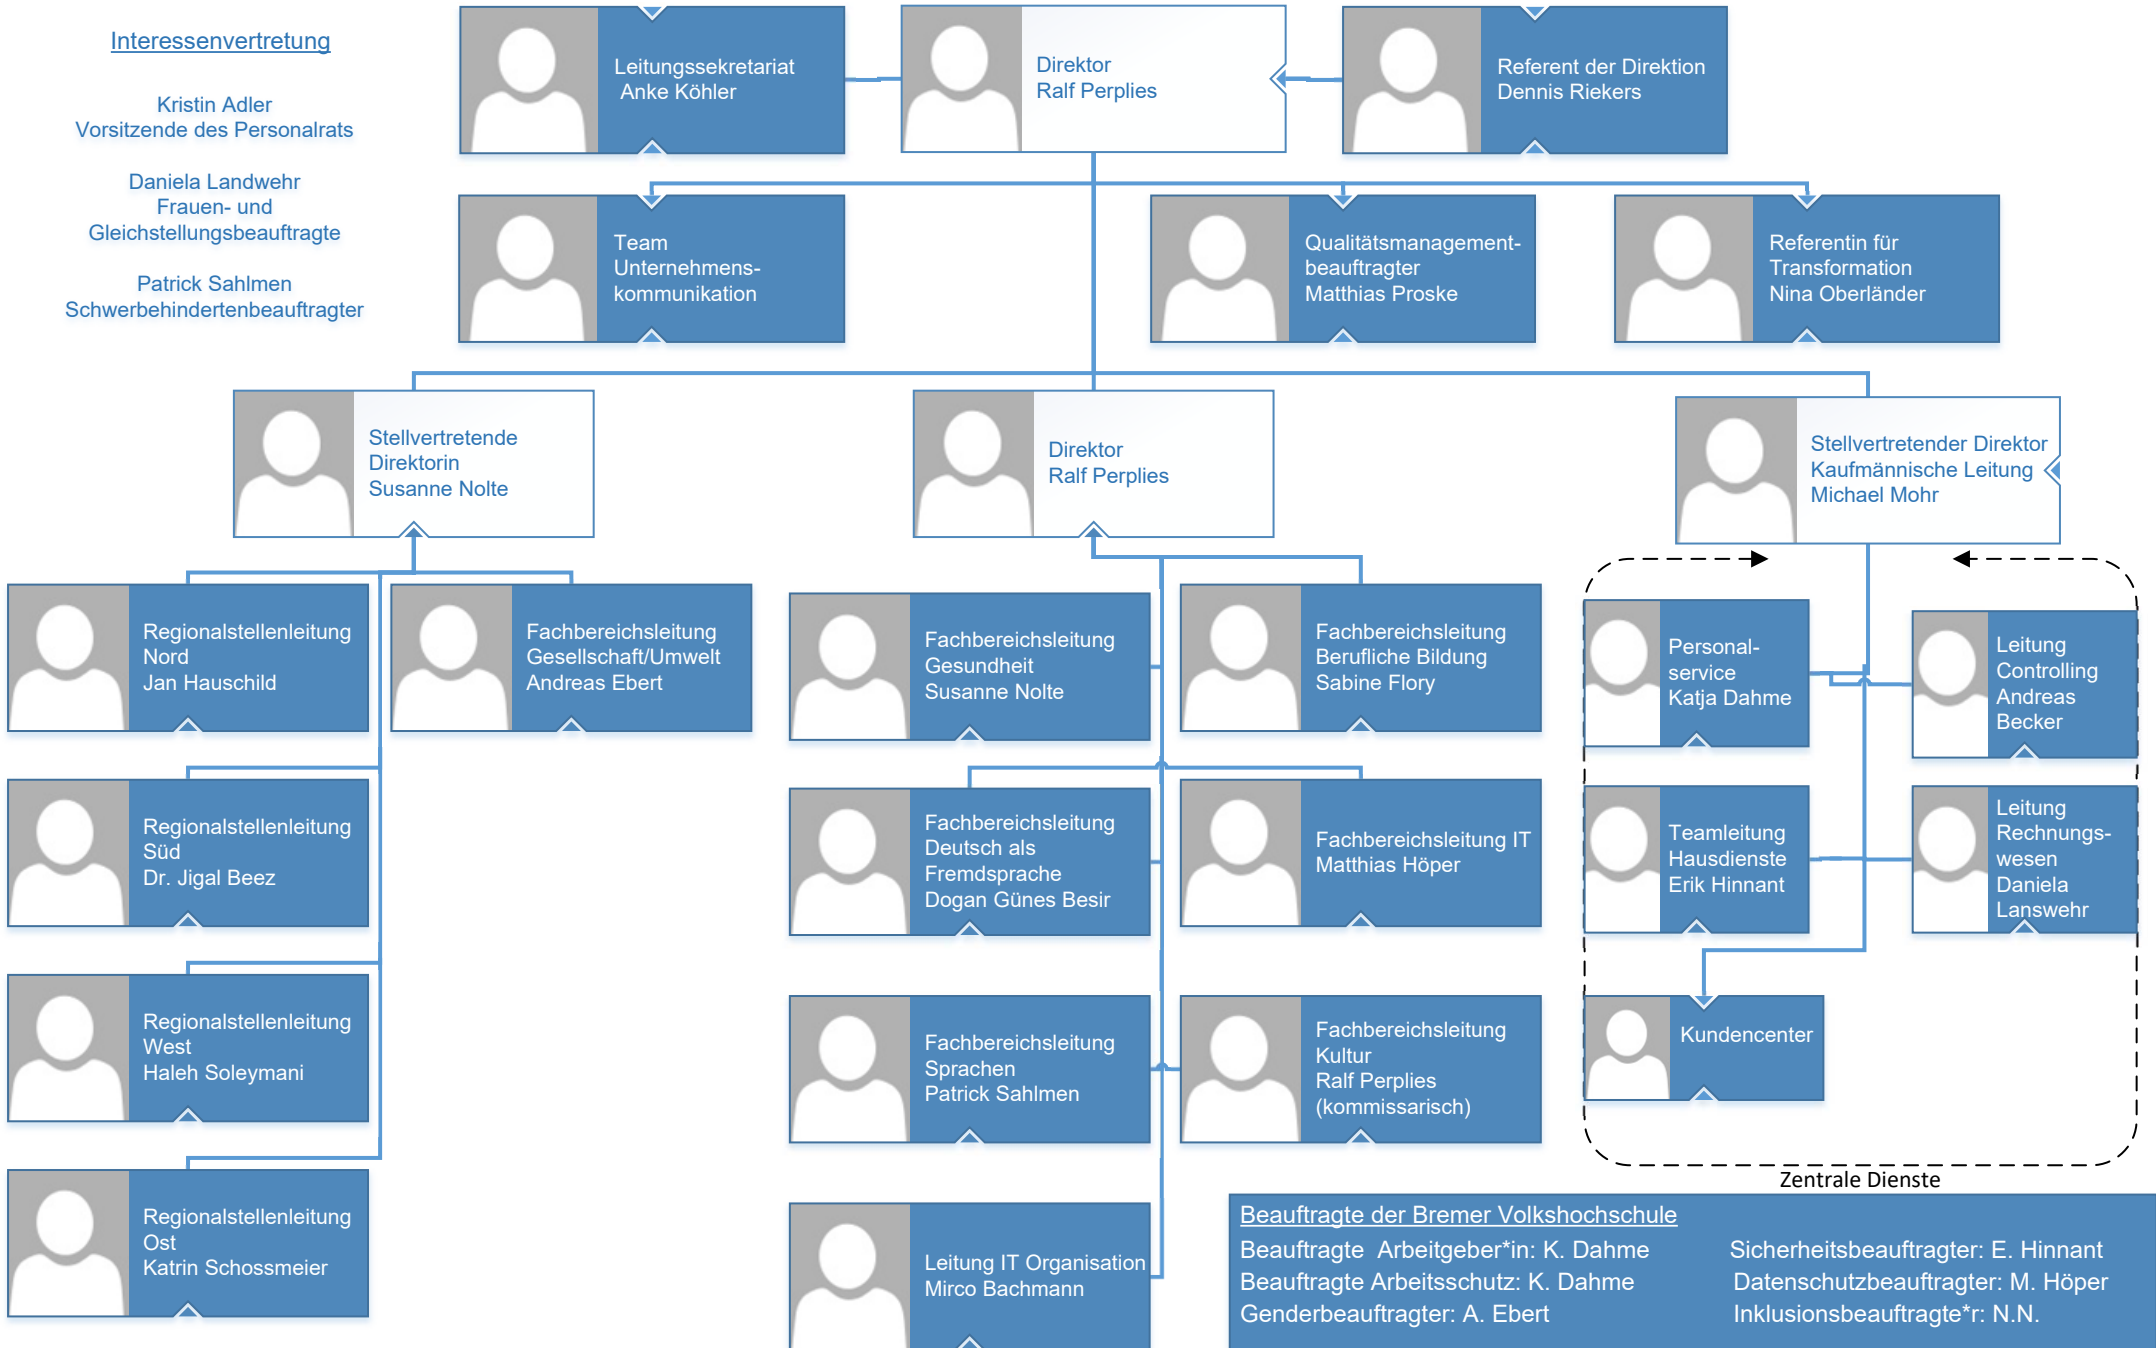 Interessenvertretung
Kristin Adler
Vorsitzende des Personalrats
Daniela Landwehr
Frauen- und
Gleichstellungsbeauftragte
Patrick Sahlmen
Schwerbehindertenbeauftragter
Leitungssekretariat
Anke Köhler
Direktor
Ralf Perplies
Referent der Direktion
Dennis Riekers
Team
Unternehmens-
kommunikation
Qualitätsmanagement-
beauftragter
Matthias Proske
Referentin für
Transformation
Nina Oberländer
Stellvertretende
Direktorin
Susanne Nolte
Direktor
Ralf Perplies
Stellvertretender Direktor
Kaufmännische Leitung
Michael Mohr
Regionalstellenleitung
Nord
Jan Hauschild
Fachbereichsleitung
Gesellschaft/Umwelt
Andreas Ebert
Regionalstellenleitung
Süd
Dr. Jigal Beez
Regionalstellenleitung
West
Haleh Soleymani
Regionalstellenleitung
Ost
Katrin Schossmeier
Fachbereichsleitung
Gesundheit
Susanne Nolte
Fachbereichsleitung
Berufliche Bildung
Sabine Flory
Fachbereichsleitung
Deutsch als
Fremdsprache
Dogan Günes Besir
Fachbereichsleitung IT
Matthias Höper
Fachbereichsleitung
Sprachen
Patrick Sahlmen
Fachbereichsleitung
Kultur
Ralf Perplies
(kommissarisch)
Leitung IT Organisation
Mirco Bachmann
Personal-
service
Katja Dahme
Leitung
Controlling
Andreas
Becker
Teamleitung
Hausdienste
Erik Hinnant
Leitung
Rechnungs-
wesen
Daniela
Lanswehr
Kundencenter
Zentrale Dienste
Beauftragte der Bremer Volkshochschule
Beauftragte Arbeitgeber*in: K. Dahme
Sicherheitsbeauftragter: E. Hinnant
Beauftragte Arbeitsschutz: K. Dahme
Datenschutzbeauftragter: M. Höper
Genderbeauftragter: A. Ebert
Inklusionsbeauftragte*r: N.N.